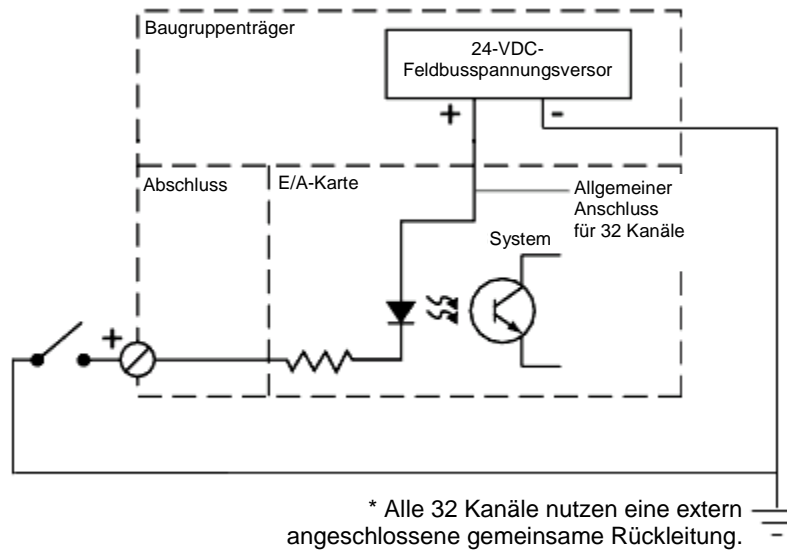 Baugruppenträger
24-VDC-
Feldbusspannungsversor
+ -
Abschluss
E/A-Karte
Allgemeiner
Anschluss
für 32 Kanäle
System
+
* Alle 32 Kanäle nutzen eine extern
angeschlossene gemeinsame Rückleitung.